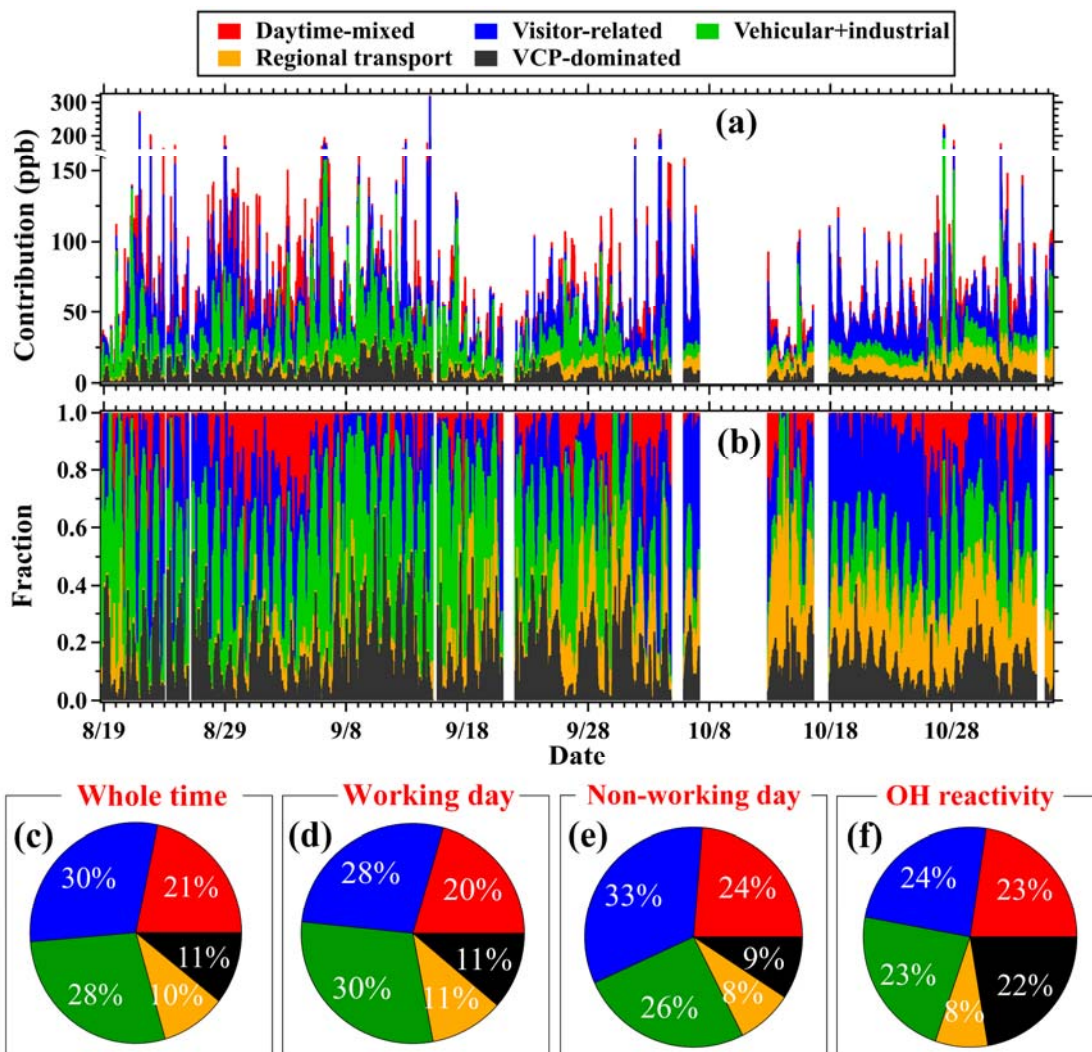 Daytime-mixed Visitor-related Vehicular+industrial
Regional transport VCP-dominated
(a)
Contribution (ppb)
300
200
150
100
50
0
(b)
Fraction
1.0
0.8
0.6
0.4
0.2
0.0
8/19 8/29 9/8 9/18 9/28 10/8 10/18 10/28
Date
Whole time Working day Non-working day OH reactivity
(c) (d) (e) (f)
30% 21% 11% 10% 28%
28% 20% 11% 11% 30%
33% 24% 9% 8% 26%
24% 23% 22% 8% 23%